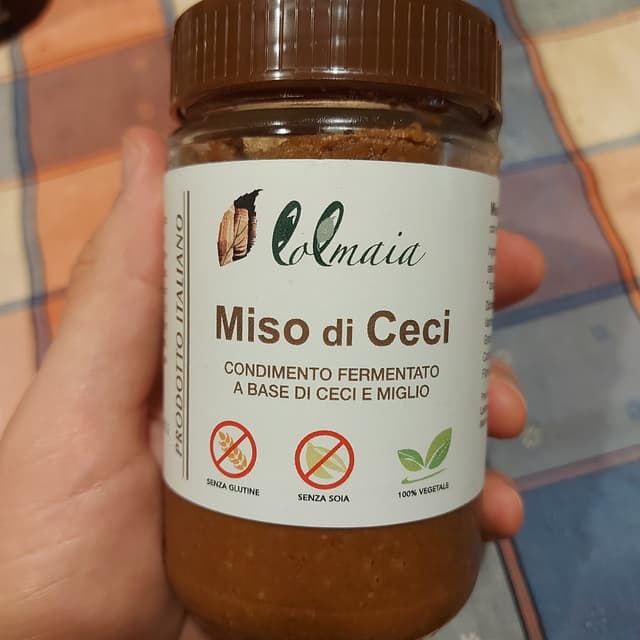 lolmaia
Miso di Ceci
CONDIMENTO FERMENTATO
A BASE DI CECI E MIGLIO
SENZA GLUTINE
SENZA SOIA
100% VEGETALE
PRODOTTO ITALIANO